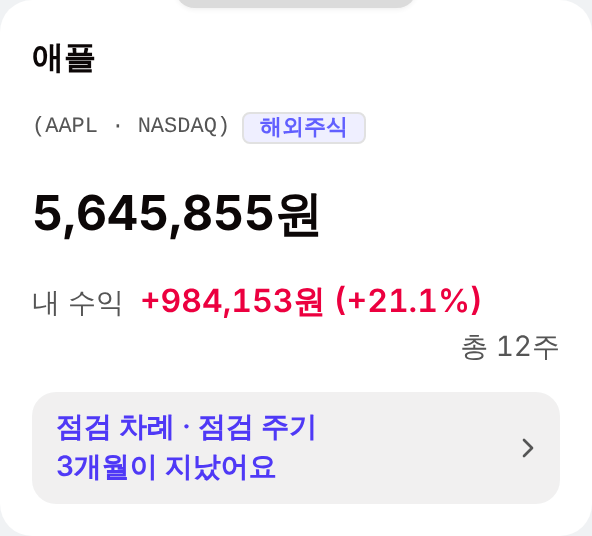 애플
(AAPL · NASDAQ) 해외주식
5,645,855원
내 수익 +984,153원 (+21.1%)
총 12주
점검 차례 · 점검 주기
3개월이 지났어요